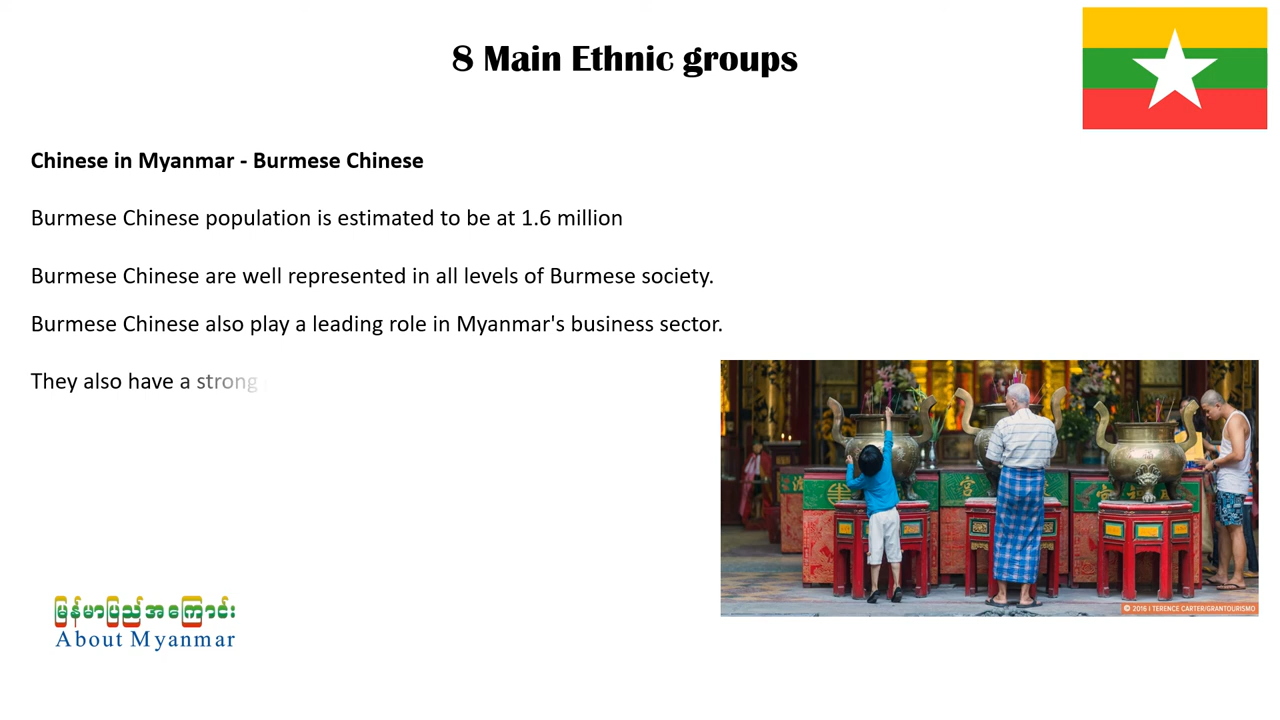 8 Main Ethnic groups
Chinese in Myanmar - Burmese Chinese
Burmese Chinese population is estimated to be at 1.6 million
Burmese Chinese are well represented in all levels of Burmese society.
Burmese Chinese also play a leading role in Myanmar's business sector.
They also have a strong
© 2016 I TERENCE CARTER/GRANTOURISMO
မြန်မာပြည်အကြောင်း
About Myanmar